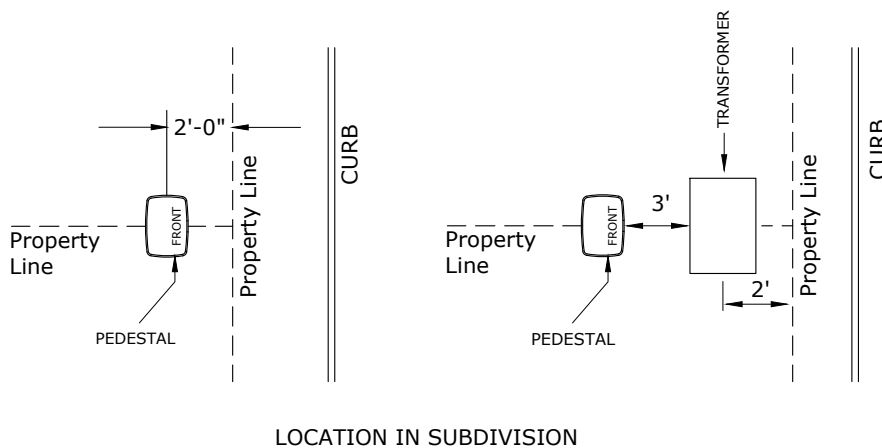 2'-0"
Property Line
CURB
FRONT
Property
Line
PEDESTAL
TRANSFORMER
3'
FRONT
Property
Line
PEDESTAL
2'
Property Line
CURB
LOCATION IN SUBDIVISION